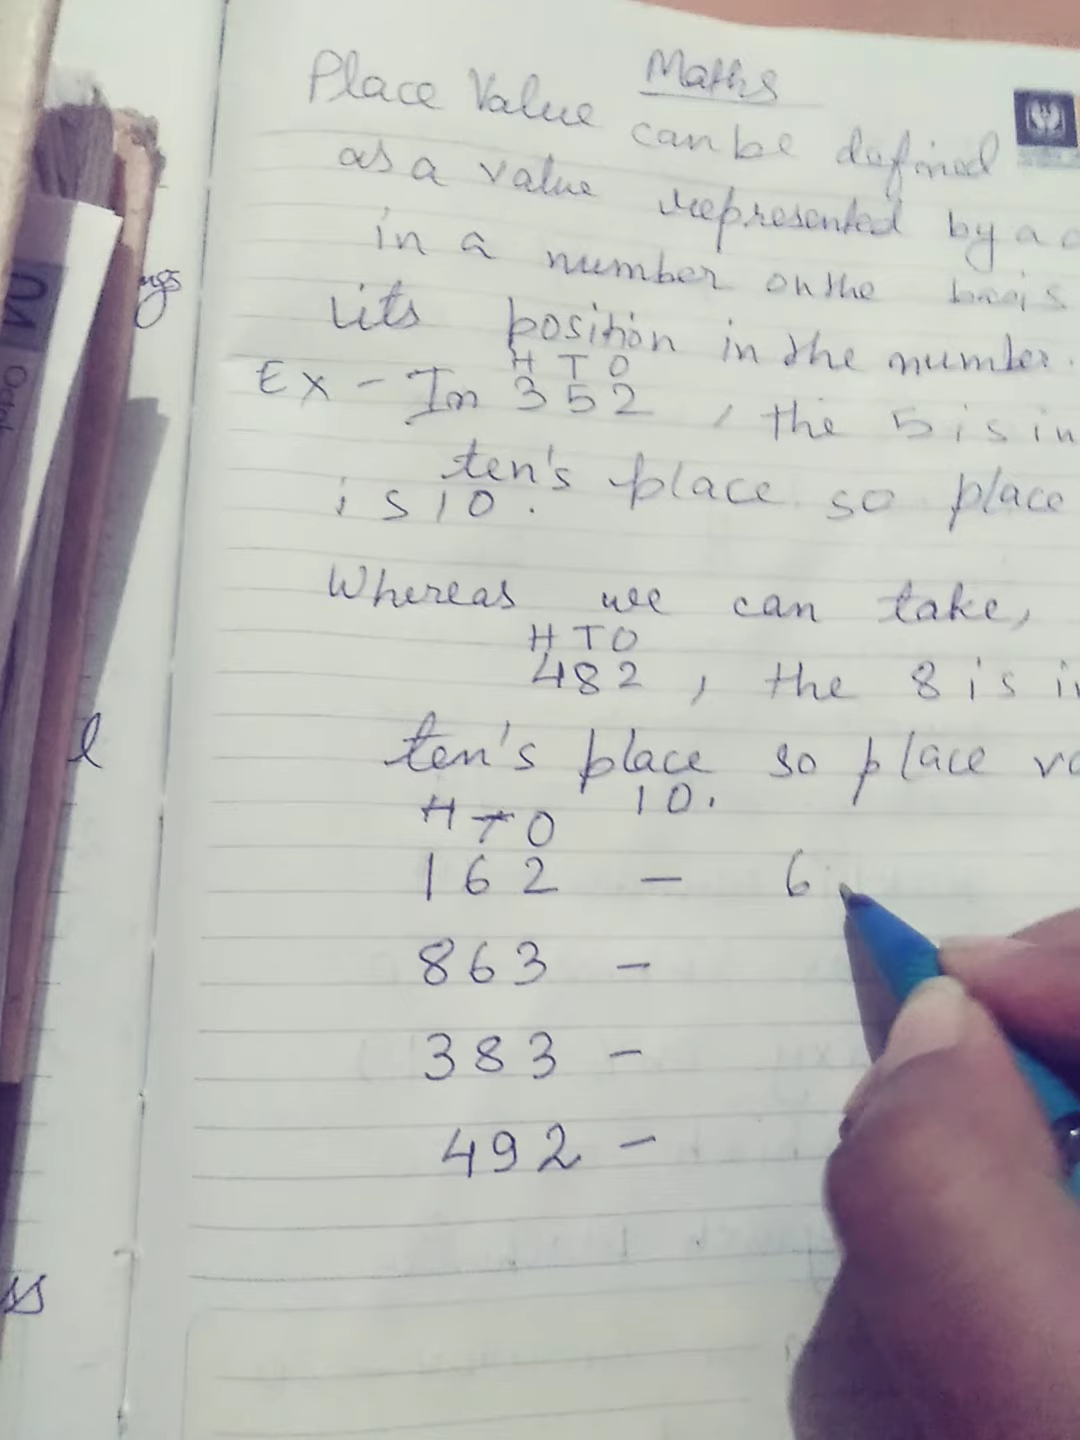 Maths
Place Value can be defined
as a value represented by a
in a number on the basis
its position in the number.
H T O
Ex - In 352, the 5 is in
ten's place so place
is 10.
Whereas we can take,
H T O
482, the 8 is
ten's place so place
10.
H T O
162 - 6
863 -
383 -
492 -